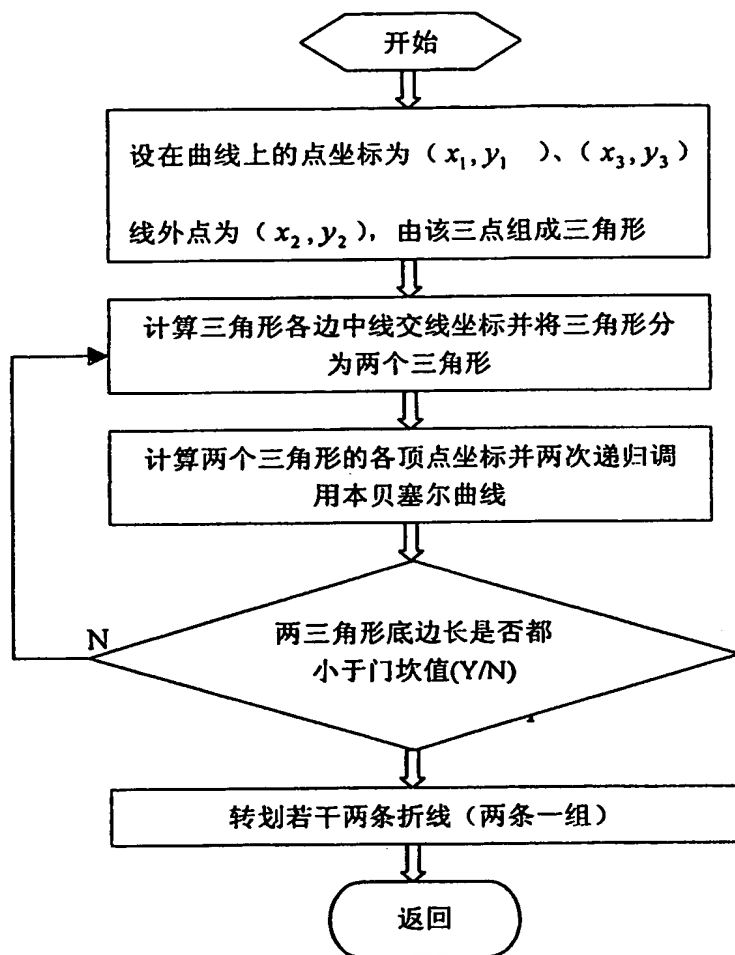 开始
设在曲线上的点坐标为(x₁,y₁ )、(x₃,y₃)
线外点为(x₂,y₂),由该三点组成三角形
计算三角形各边中线交线坐标并将三角形分
为两个三角形
计算两个三角形的各顶点坐标并两次递归调
用本贝塞尔曲线
N
两三角形底边长是否都
小于门坎值(Y/N)
转划若干两条折线(两条一组)
返回